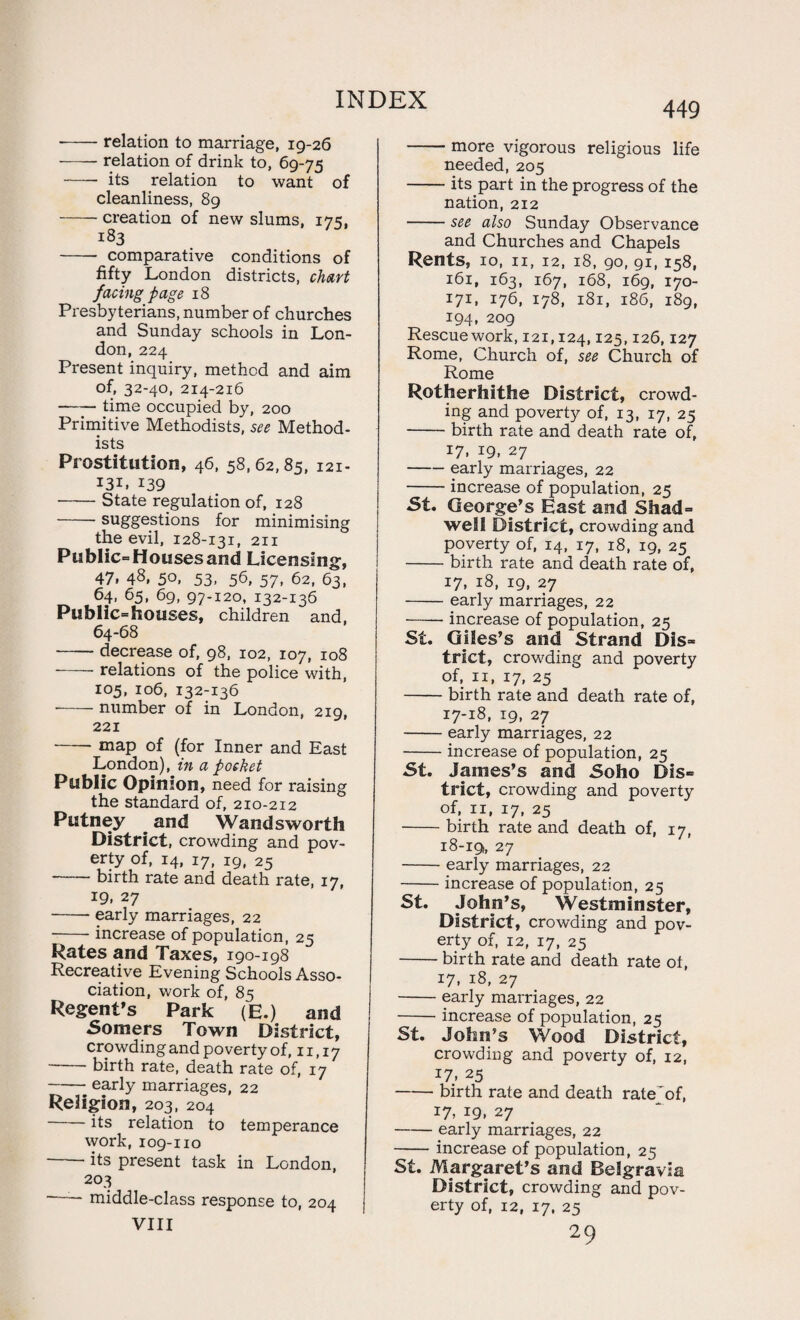 INDEX
449
—— relation to marriage, 19-26
—— relation of drink to, 69-75
—— its relation to want of
cleanliness, 89
—— creation of new slums, 175,
183
—— comparative conditions of
fifty London districts, chart
facing page 18
Presbyterians, number of churches
and Sunday schools in Lon-
don, 224
Present inquiry, method and aim
of, 32-40, 214-216
—— time occupied by, 200
Primitive Methodists, see Method-
ists
Prostitution, 46, 58, 62, 85, 121-
131, 139
—— State regulation of, 128
—— suggestions for minimising
the evil, 128-131, 211
Public-Houses and Licensing,
47, 48, 50, 53, 56, 57, 62, 63,
64, 65, 69, 97-120, 132-136
Public-houses, children and,
64-68
—— decrease of, 98, 102, 107, 108
—— relations of the police with,
105, 106, 132-136
—— number of in London, 219,
221
—— map of (for Inner and East
London), in a pocket
Public Opinion, need for raising
the standard of, 210-212
Putney and Wandsworth
District, crowding and pov-
erty of, 14, 17, 19, 25
—— birth rate and death rate, 17,
19, 27
—— early marriages, 22
—— increase of population, 25
Rates and Taxes, 190-198
Recreative Evening Schools Asso-
ciation, work of, 85
Regent's Park (E.) and
Somers Town District,
crowding and poverty of, 11, 17
—— birth rate, death rate of, 17
—— early marriages, 22
Religion, 203, 204
—— its relation to temperance
work, 109-110
—— its present task in London,
203
—— middle-class response to, 204
VIII
—— more vigorous religious life
needed, 205
—— its part in the progress of the
nation, 212
—— see also Sunday Observance
and Churches and Chapels
Rents, 10, 11, 12, 18, 90, 91, 158,
161, 163, 167, 168, 169, 170-
171, 176, 178, 181, 186, 189,
194, 209
Rescue work, 121, 124, 125, 126, 127
Rome, Church of, see Church of
Rome
Rotherhithe District, crowd-
ing and poverty of, 13, 17, 25
—— birth rate and death rate of,
17, 19, 27
—— early marriages, 22
—— increase of population, 25
St. George's East and Shad-
well District, crowding and
poverty of, 14, 17, 18, 19, 25
—— birth rate and death rate of,
17, 18, 19, 27
—— early marriages, 22
—— increase of population, 25
St. Giles's and Strand Dis-
trict, crowding and poverty
of, 11, 17, 25
—— birth rate and death rate of,
17-18, 19, 27
—— early marriages, 22
—— increase of population, 25
St. James's and Soho Dis-
trict, crowding and poverty
of, 11, 17, 25
—— birth rate and death of, 17,
18-19, 27
—— early marriages, 22
—— increase of population, 25
St. John's, Westminster,
District, crowding and pov-
erty of, 12, 17, 25
—— birth rate and death rate of,
17, 18, 27
—— early marriages, 22
—— increase of population, 25
St. John's Wood District,
crowding and poverty of, 12,
17, 25
—— birth rate and death rate of,
17, 19, 27
—— early marriages, 22
—— increase of population, 25
St. Margaret's and Belgravia
District, crowding and pov-
erty of, 12, 17, 25
29